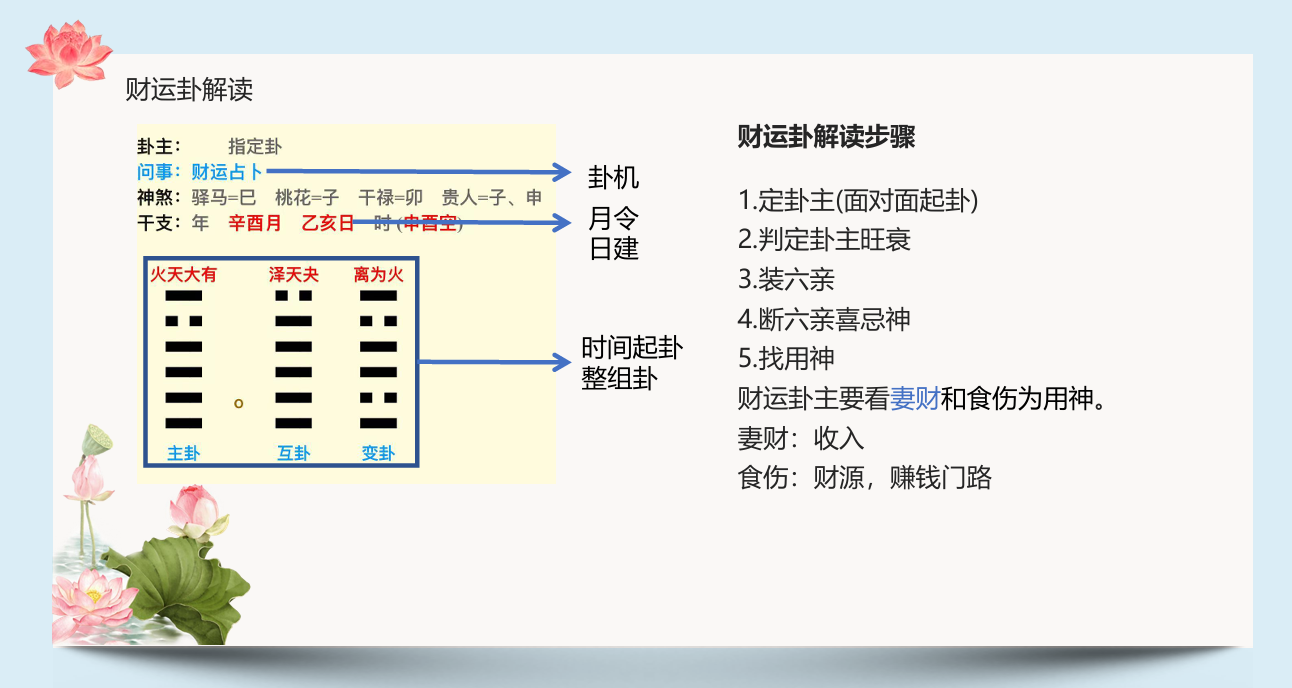 财运卦解读
卦主： 指定卦
问事：财运占卜
神煞：驿马=巳 桃花=子 干禄=卯 贵人=子、申
干支：年 辛酉月 乙亥日 时 (申酉空)
火天大有 泽天夬 离为火
主卦 互卦 变卦
卦机
月令
日建
时间起卦
整组卦
财运卦解读步骤
1.定卦主(面对面起卦)
2.判定卦主旺衰
3.装六亲
4.断六亲喜忌神
5.找用神
财运卦主要看妻财和食伤为用神。
妻财：收入
食伤：财源，赚钱门路